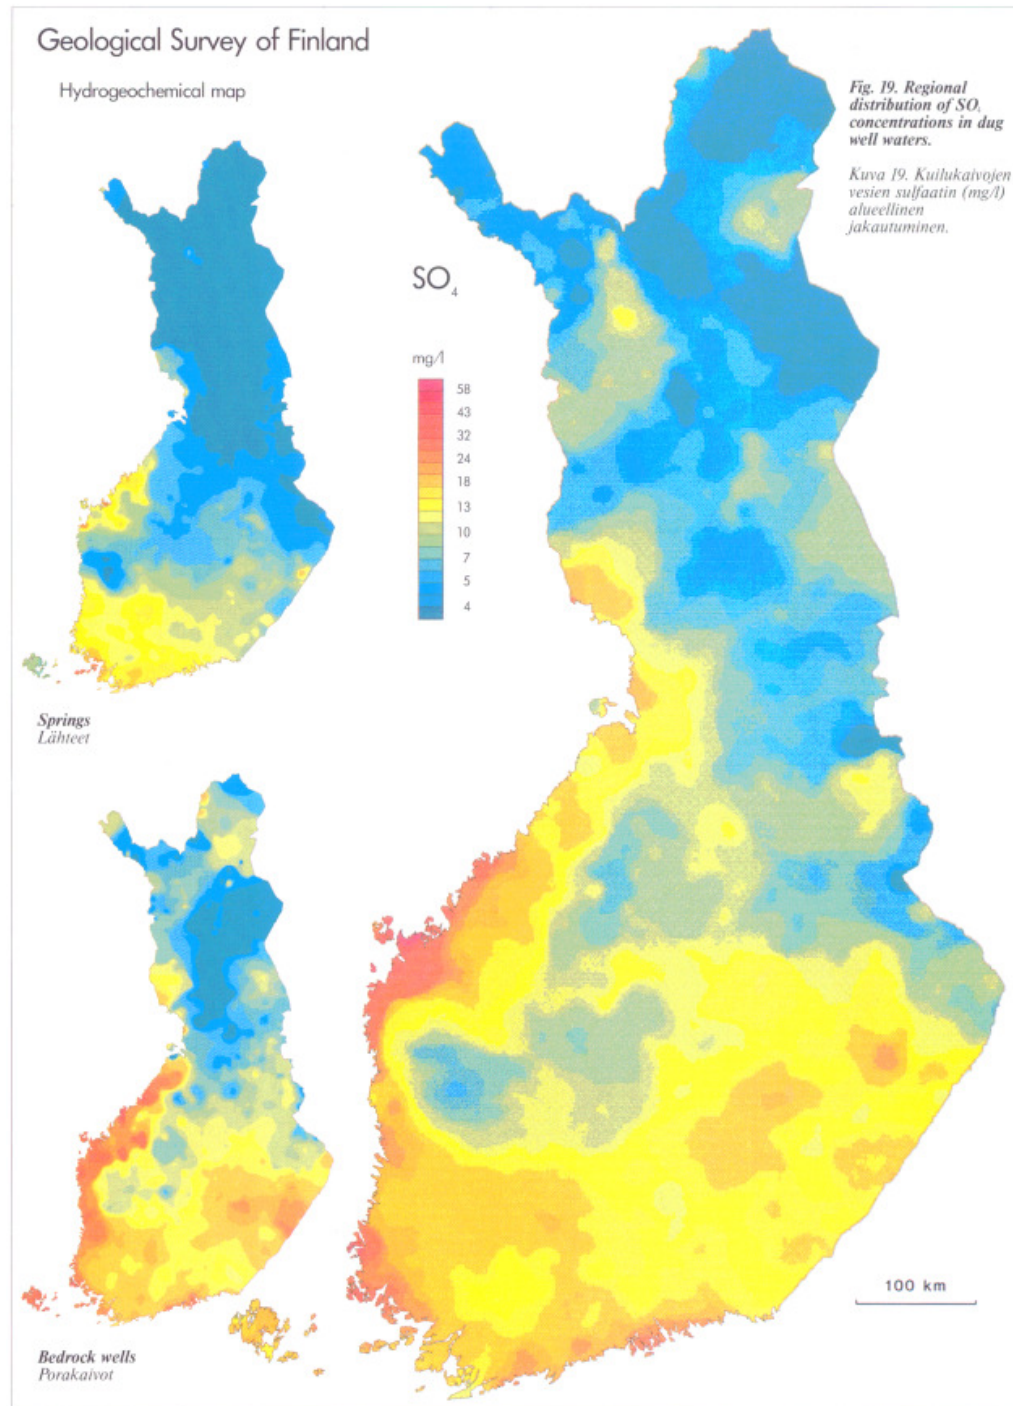 Geological Survey of Finland
Hydrogeochemical map
Fig. 19. Regional
distribution of SO₄
concentrations in dug
well waters.
Kuva 19. Kuilukaivojen
vesien sulfaatin (mg/l)
alueellinen
jakautuminen.
SO₄
mg/l
58
43
32
24
18
13
10
7
5
4
Springs
Lähteet
100 km
Bedrock wells
Porakaivot